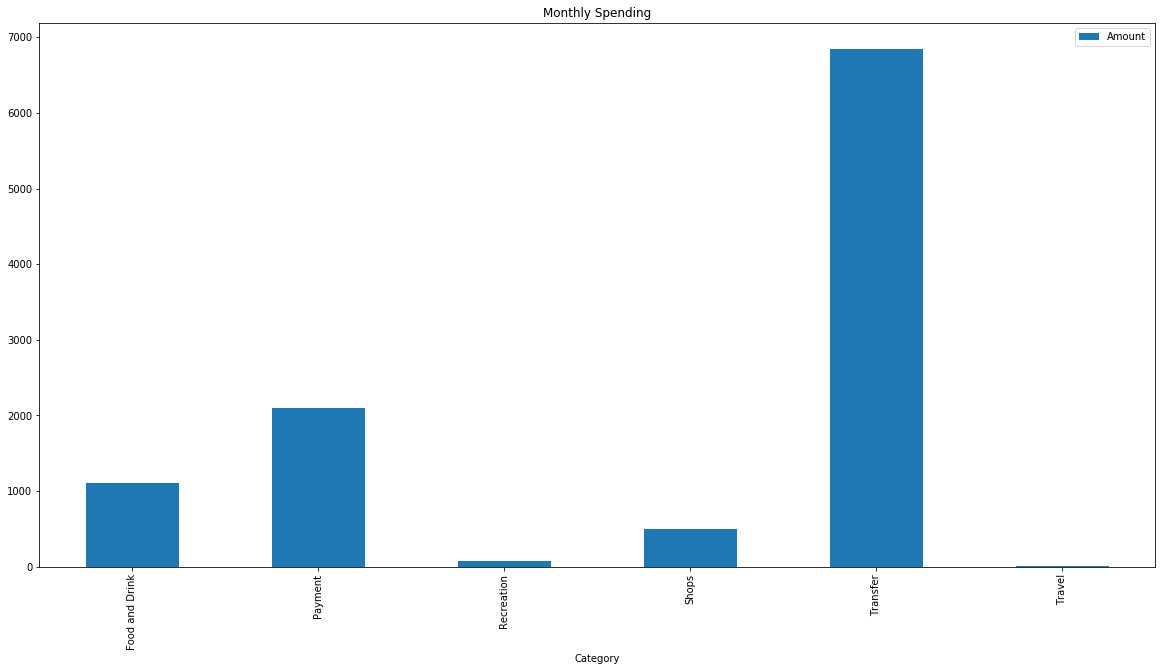 Monthly Spending
Amount
7000
6000
5000
4000
3000
2000
1000
0
Food and Drink
Payment
Recreation
Shops
Transfer
Travel
Category